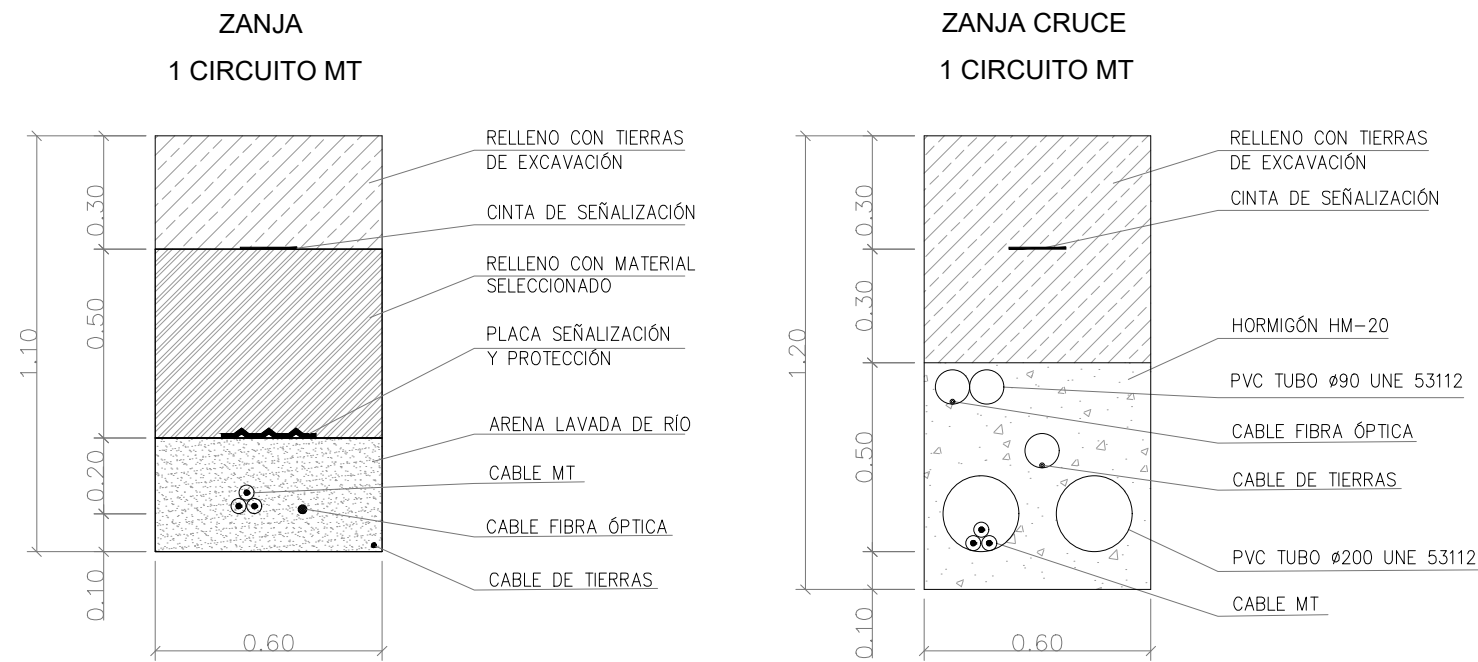 ZANJA
1 CIRCUITO MT
RELLENO CON TIERRAS
DE EXCAVACIÓN
CINTA DE SEÑALIZACIÓN
RELLENO CON MATERIAL
SELECCIONADO
PLACA SEÑALIZACIÓN
Y PROTECCIÓN
ARENA LAVADA DE RÍO
CABLE MT
CABLE FIBRA ÓPTICA
CABLE DE TIERRAS
1.10
0.30
0.50
0.20
0.10
0.60
ZANJA CRUCE
1 CIRCUITO MT
RELLENO CON TIERRAS
DE EXCAVACIÓN
CINTA DE SEÑALIZACIÓN
HORMIGÓN HM-20
PVC TUBO ø90 UNE 53112
CABLE FIBRA ÓPTICA
CABLE DE TIERRAS
PVC TUBO ø200 UNE 53112
CABLE MT
1.20
0.30
0.30
0.50
0.10
0.60